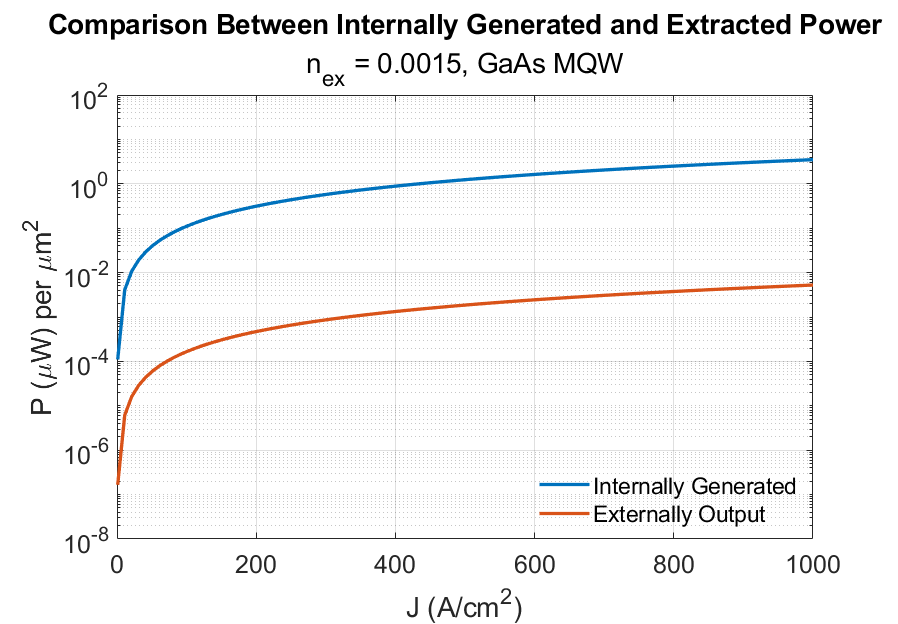 Comparison Between Internally Generated and Extracted Power
n_ex = 0.0015, GaAs MQW
10^2
10^0
10^-2
10^-4
10^-6
10^-8
P (μW) per μm^2
Internally Generated
Externally Output
0 200 400 600 800 1000
J (A/cm^2)